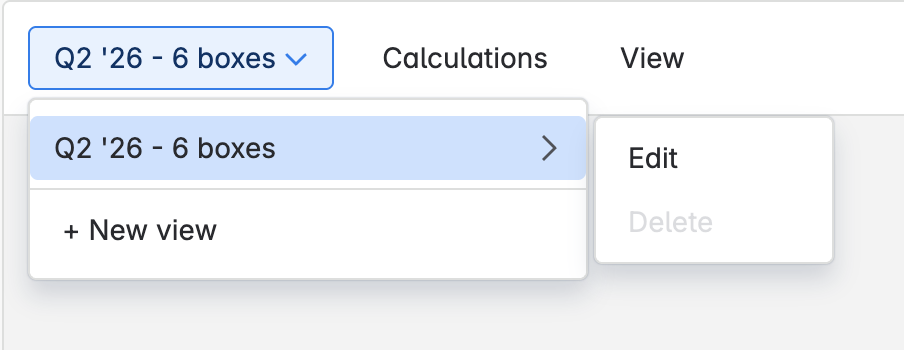 Q2 '26 - 6 boxes Calculations View
Q2 '26 - 6 boxes
Edit
+ New view
Delete